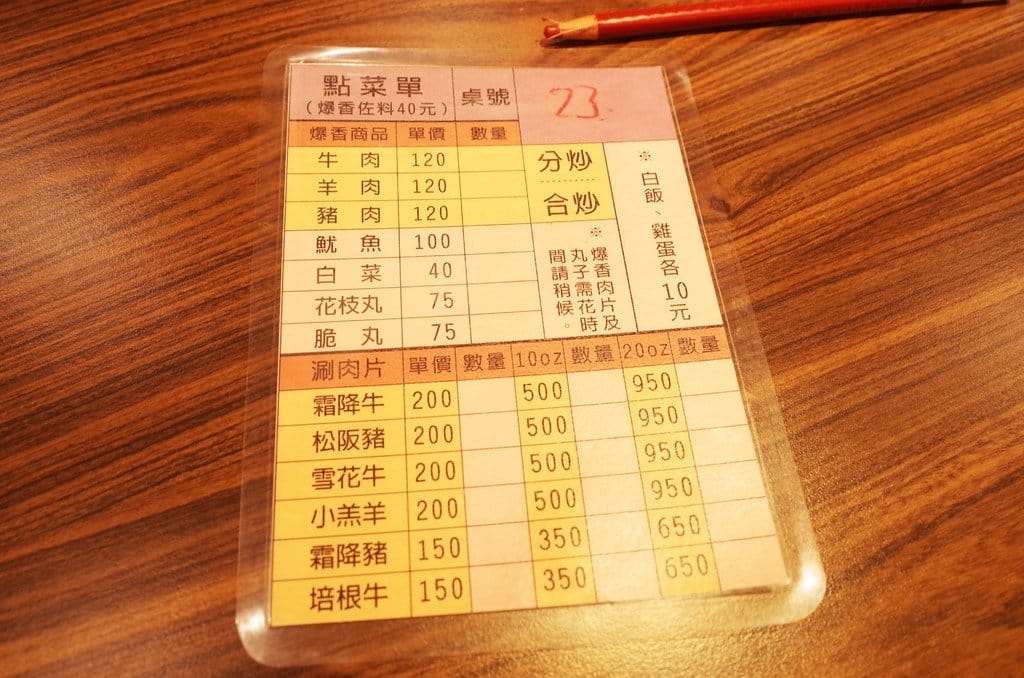 點菜單 桌號 23.
(爆香佐料40元)
爆香商品 單價 數量
牛肉 120
羊肉 120
豬肉 120
魷魚 100
白菜 40
花枝丸 75
脆丸 75
分炒
合炒
※爆香肉片及
丸子需花時
間請稍候。
※白飯、雞蛋各10元
涮肉片 單價 數量 10oz 數量 20oz 數量
霜降牛 200 500 950
松阪豬 200 500 950
雪花牛 200 500 950
小羔羊 200 500 950
霜降豬 150 350 650
培根牛 150 350 650